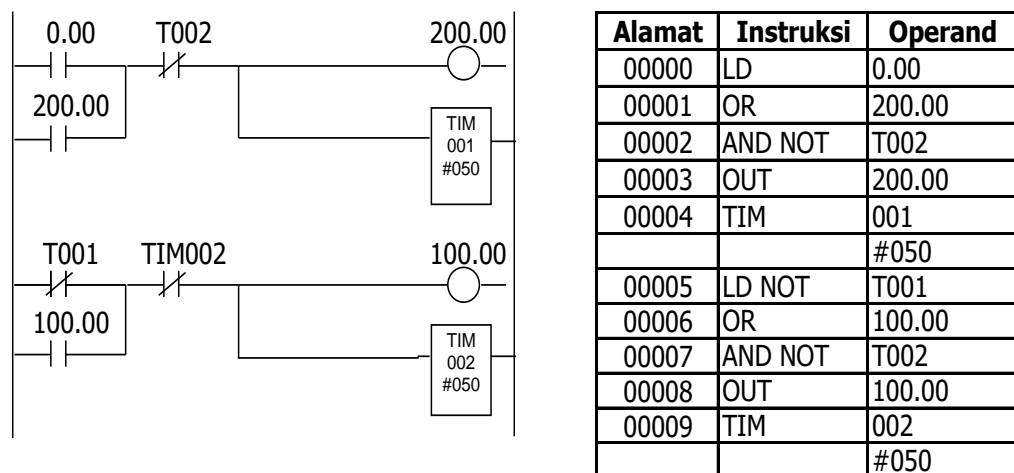 0.00 T002 200.00
200.00
TIM
001
#050
T001 TIM002 100.00
100.00
TIM
002
#050
Alamat Instruksi Operand
00000 LD 0.00
00001 OR 200.00
00002 AND NOT T002
00003 OUT 200.00
00004 TIM 001
#050
00005 LD NOT T001
00006 OR 100.00
00007 AND NOT T002
00008 OUT 100.00
00009 TIM 002
#050